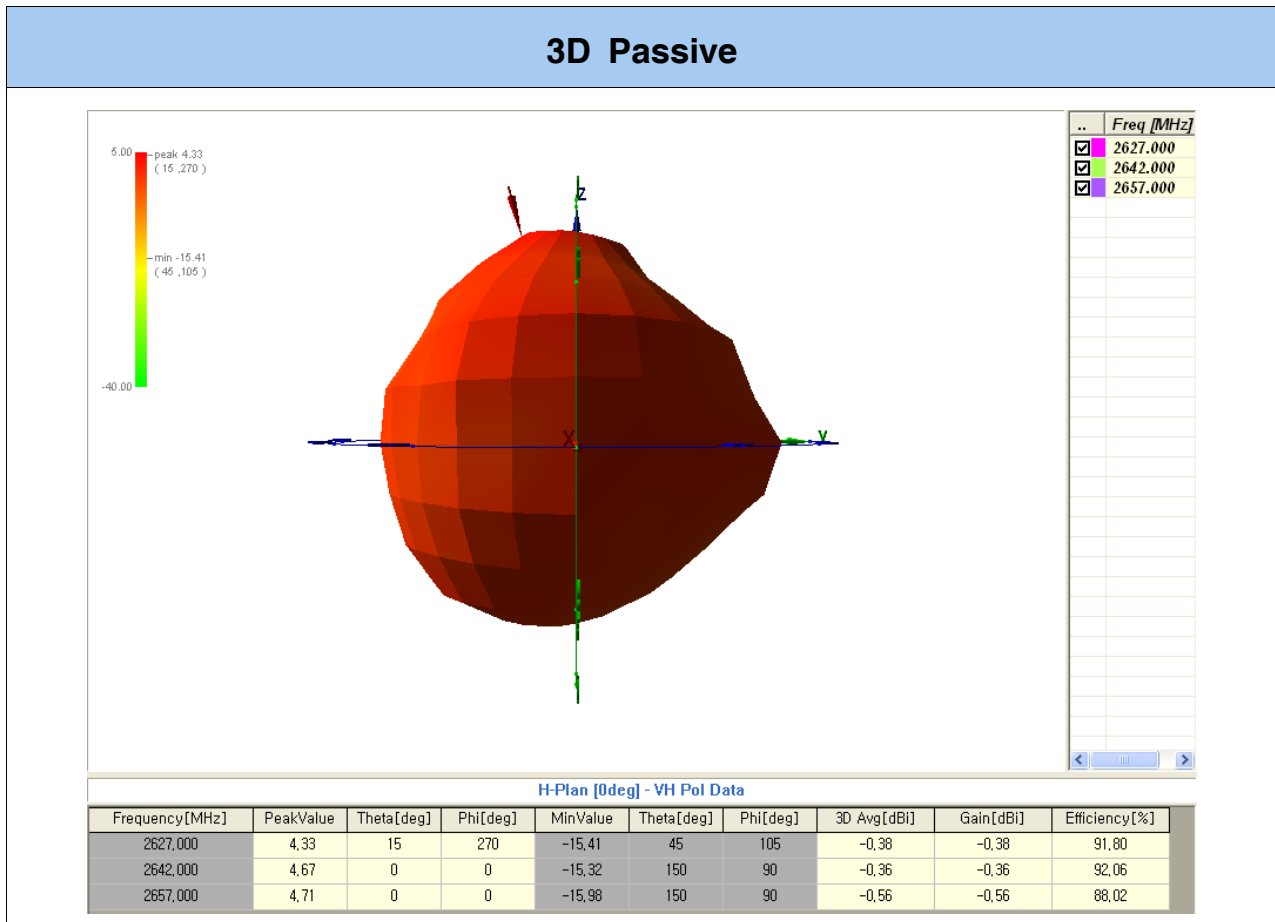 3D Passive
5.00
peak 4.33
( 15 ,270 )
min -15.41
( 45 ,105 )
-40.00
Z
X
Y
.. Freq [MHz]
2627.000
2642.000
2657.000
H-Plan [0deg] - VH Pol Data
Frequency[MHz] PeakValue Theta[deg] Phi[deg] MinValue Theta[deg] Phi[deg] 3D Avg[dBi] Gain[dBi] Efficiency[%]
2627,000 4,33 15 270 -15,41 45 105 -0,38 -0,38 91,80
2642,000 4,67 0 0 -15,32 150 90 -0,36 -0,36 92,06
2657,000 4,71 0 0 -15,98 150 90 -0,56 -0,56 88,02